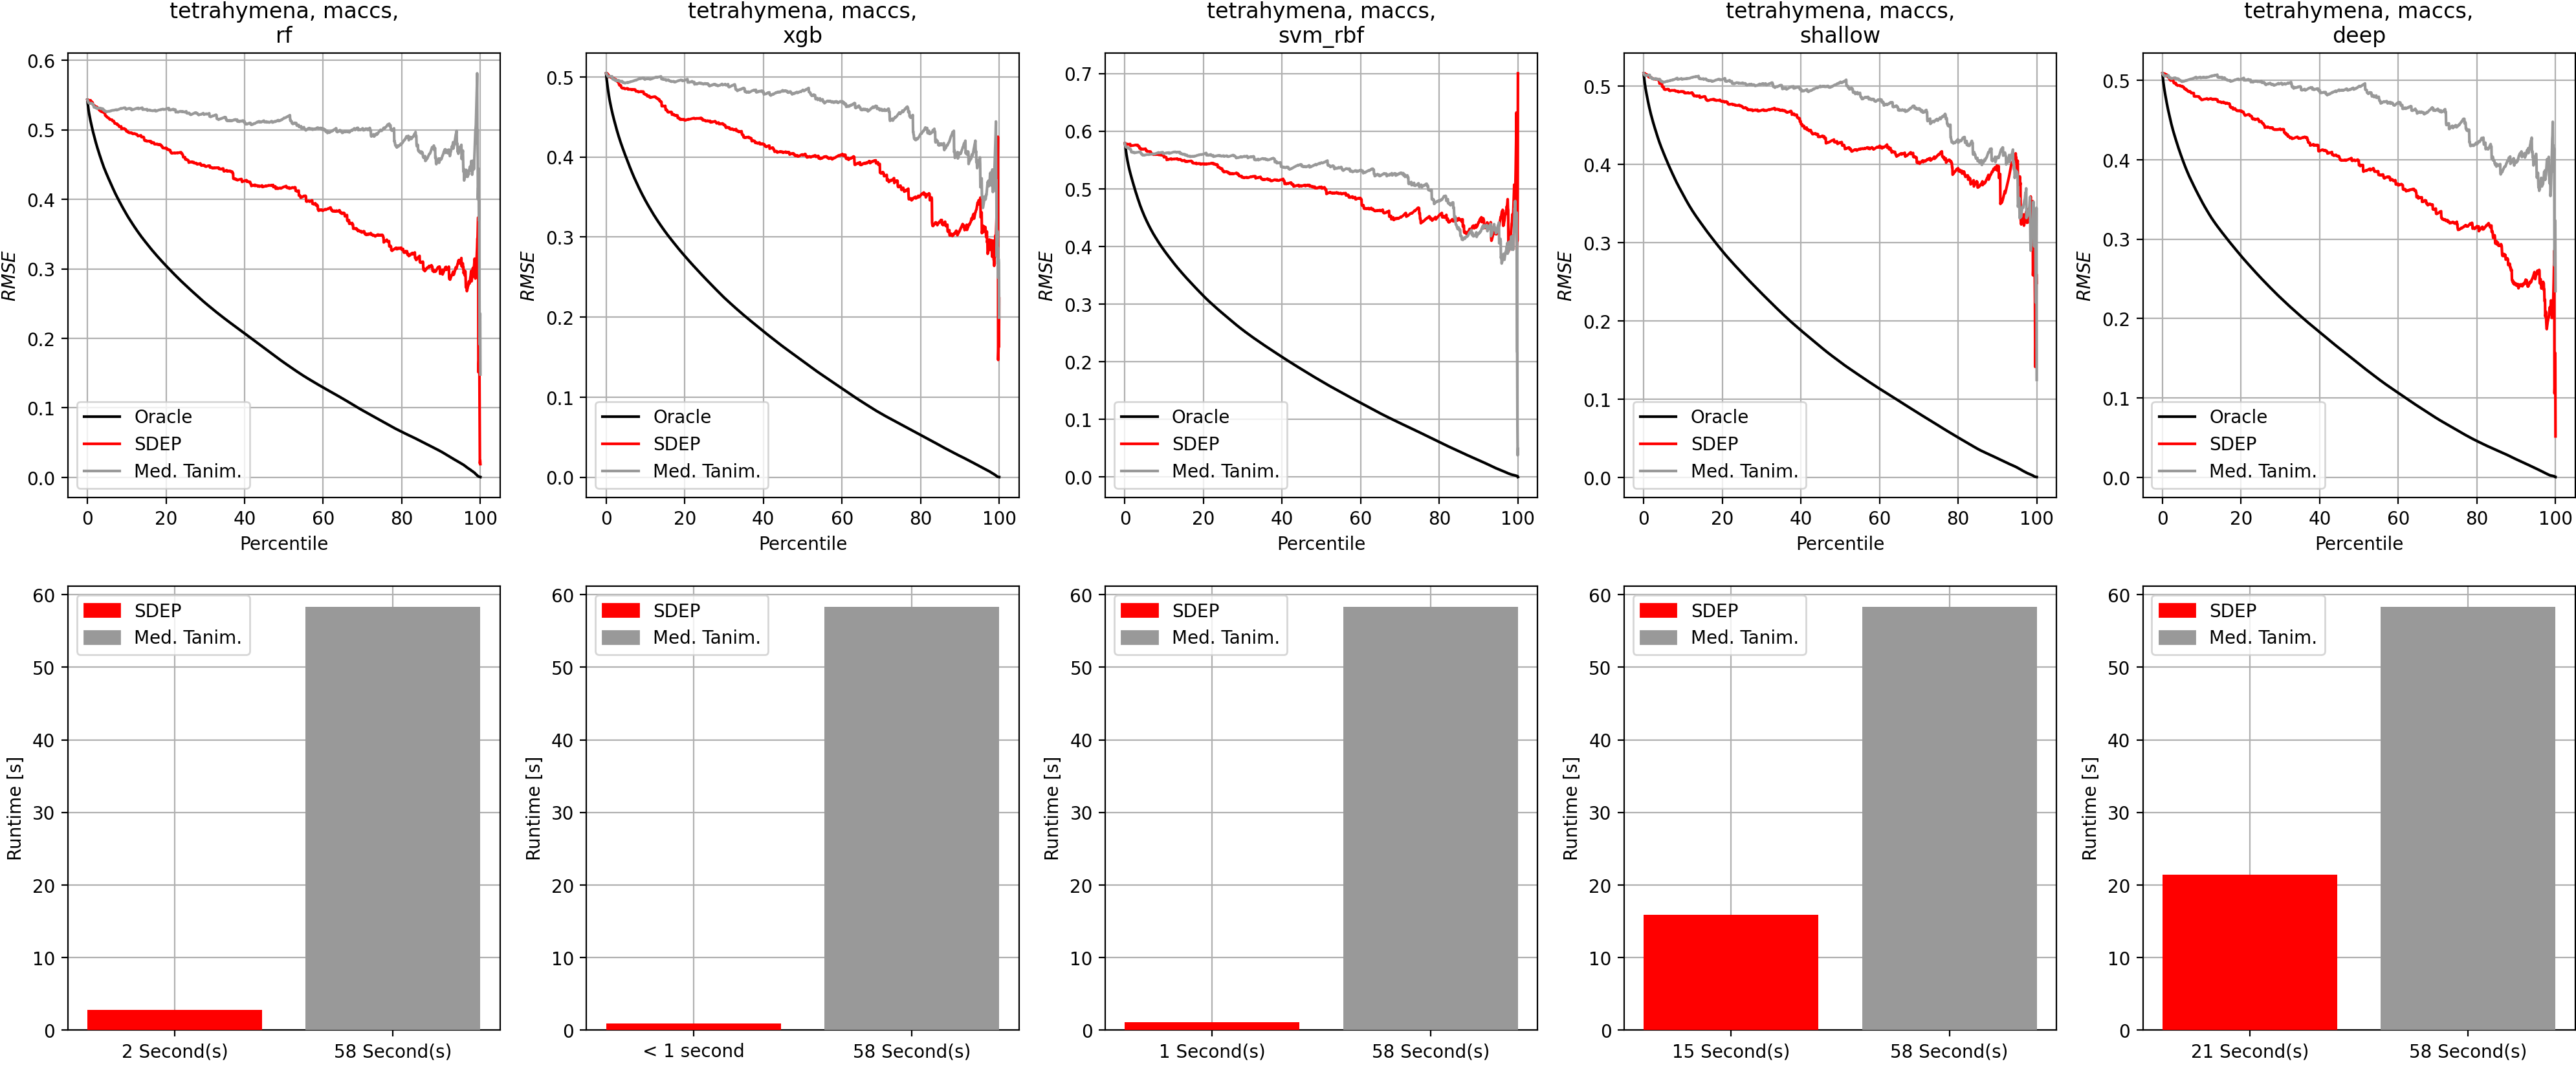 tetrahymena, maccs,
rf
0.6
0.5
0.4
0.3
0.2
0.1
0.0
RMSE
Oracle
SDEP
Med. Tanim.
0 20 40 60 80 100
Percentile
tetrahymena, maccs,
xgb
0.5
0.4
0.3
0.2
0.1
0.0
RMSE
Oracle
SDEP
Med. Tanim.
0 20 40 60 80 100
Percentile
tetrahymena, maccs,
svm_rbf
0.7
0.6
0.5
0.4
0.3
0.2
0.1
0.0
RMSE
Oracle
SDEP
Med. Tanim.
0 20 40 60 80 100
Percentile
tetrahymena, maccs,
shallow
0.5
0.4
0.3
0.2
0.1
0.0
RMSE
Oracle
SDEP
Med. Tanim.
0 20 40 60 80 100
Percentile
tetrahymena, maccs,
deep
0.5
0.4
0.3
0.2
0.1
0.0
RMSE
Oracle
SDEP
Med. Tanim.
0 20 40 60 80 100
Percentile
60
50
40
30
20
10
0
Runtime [s]
SDEP
Med. Tanim.
2 Second(s) 58 Second(s)
60
50
40
30
20
10
0
Runtime [s]
SDEP
Med. Tanim.
< 1 second 58 Second(s)
60
50
40
30
20
10
0
Runtime [s]
SDEP
Med. Tanim.
1 Second(s) 58 Second(s)
60
50
40
30
20
10
0
Runtime [s]
SDEP
Med. Tanim.
15 Second(s) 58 Second(s)
60
50
40
30
20
10
0
Runtime [s]
SDEP
Med. Tanim.
21 Second(s) 58 Second(s)